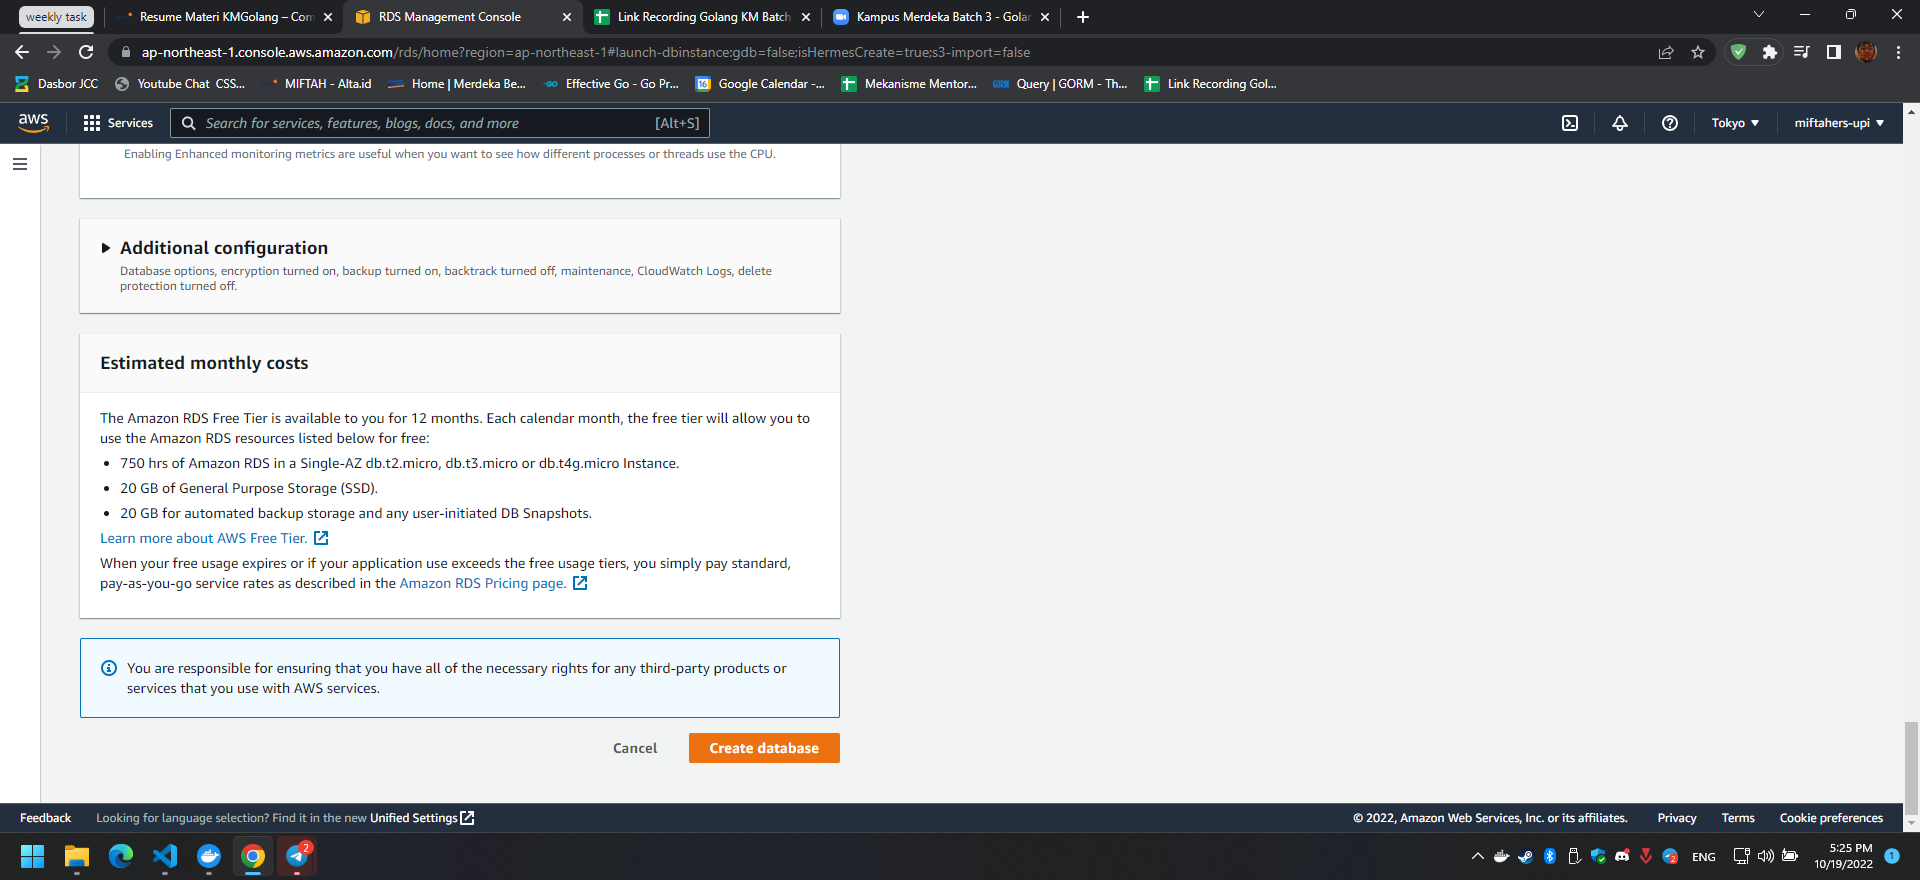 weekly task
Resume Materi KMGolang – Con
RDS Management Console
Link Recording Golang KM Batch
Kampus Merdeka Batch 3 - Gola
ap-northeast-1.console.aws.amazon.com/rds/home?region=ap-northeast-1#launch-dbinstance:gdb=false;isHermesCreate=true;s3-import=false
Dasbor JCC
Youtube Chat CSS...
MIFTAH - Alta.id
Home | Merdeka Be...
Effective Go - Go Pr...
16
Google Calendar -...
Mekanisme Mentor...
GORM
Query | GORM - Th...
Link Recording Gol...
aws
Services
Search for services, features, blogs, docs, and more
[Alt+S]
Tokyo
miftahers-upi
Enabling Enhanced monitoring metrics are useful when you want to see how different processes or threads use the CPU.
Additional configuration
Database options, encryption turned on, backup turned on, backtrack turned off, maintenance, CloudWatch Logs, delete
protection turned off.
Estimated monthly costs
The Amazon RDS Free Tier is available to you for 12 months. Each calendar month, the free tier will allow you to
use the Amazon RDS resources listed below for free:
• 750 hrs of Amazon RDS in a Single-AZ db.t2.micro, db.t3.micro or db.t4g.micro Instance.
• 20 GB of General Purpose Storage (SSD).
• 20 GB for automated backup storage and any user-initiated DB Snapshots.
Learn more about AWS Free Tier.
When your free usage expires or if your application use exceeds the free usage tiers, you simply pay standard,
pay-as-you-go service rates as described in the Amazon RDS Pricing page.
You are responsible for ensuring that you have all of the necessary rights for any third-party products or
services that you use with AWS services.
Cancel
Create database
Feedback
Looking for language selection? Find it in the new Unified Settings
© 2022, Amazon Web Services, Inc. or its affiliates.
Privacy
Terms
Cookie preferences
2
2
ENG
5:25 PM
10/19/2022
1